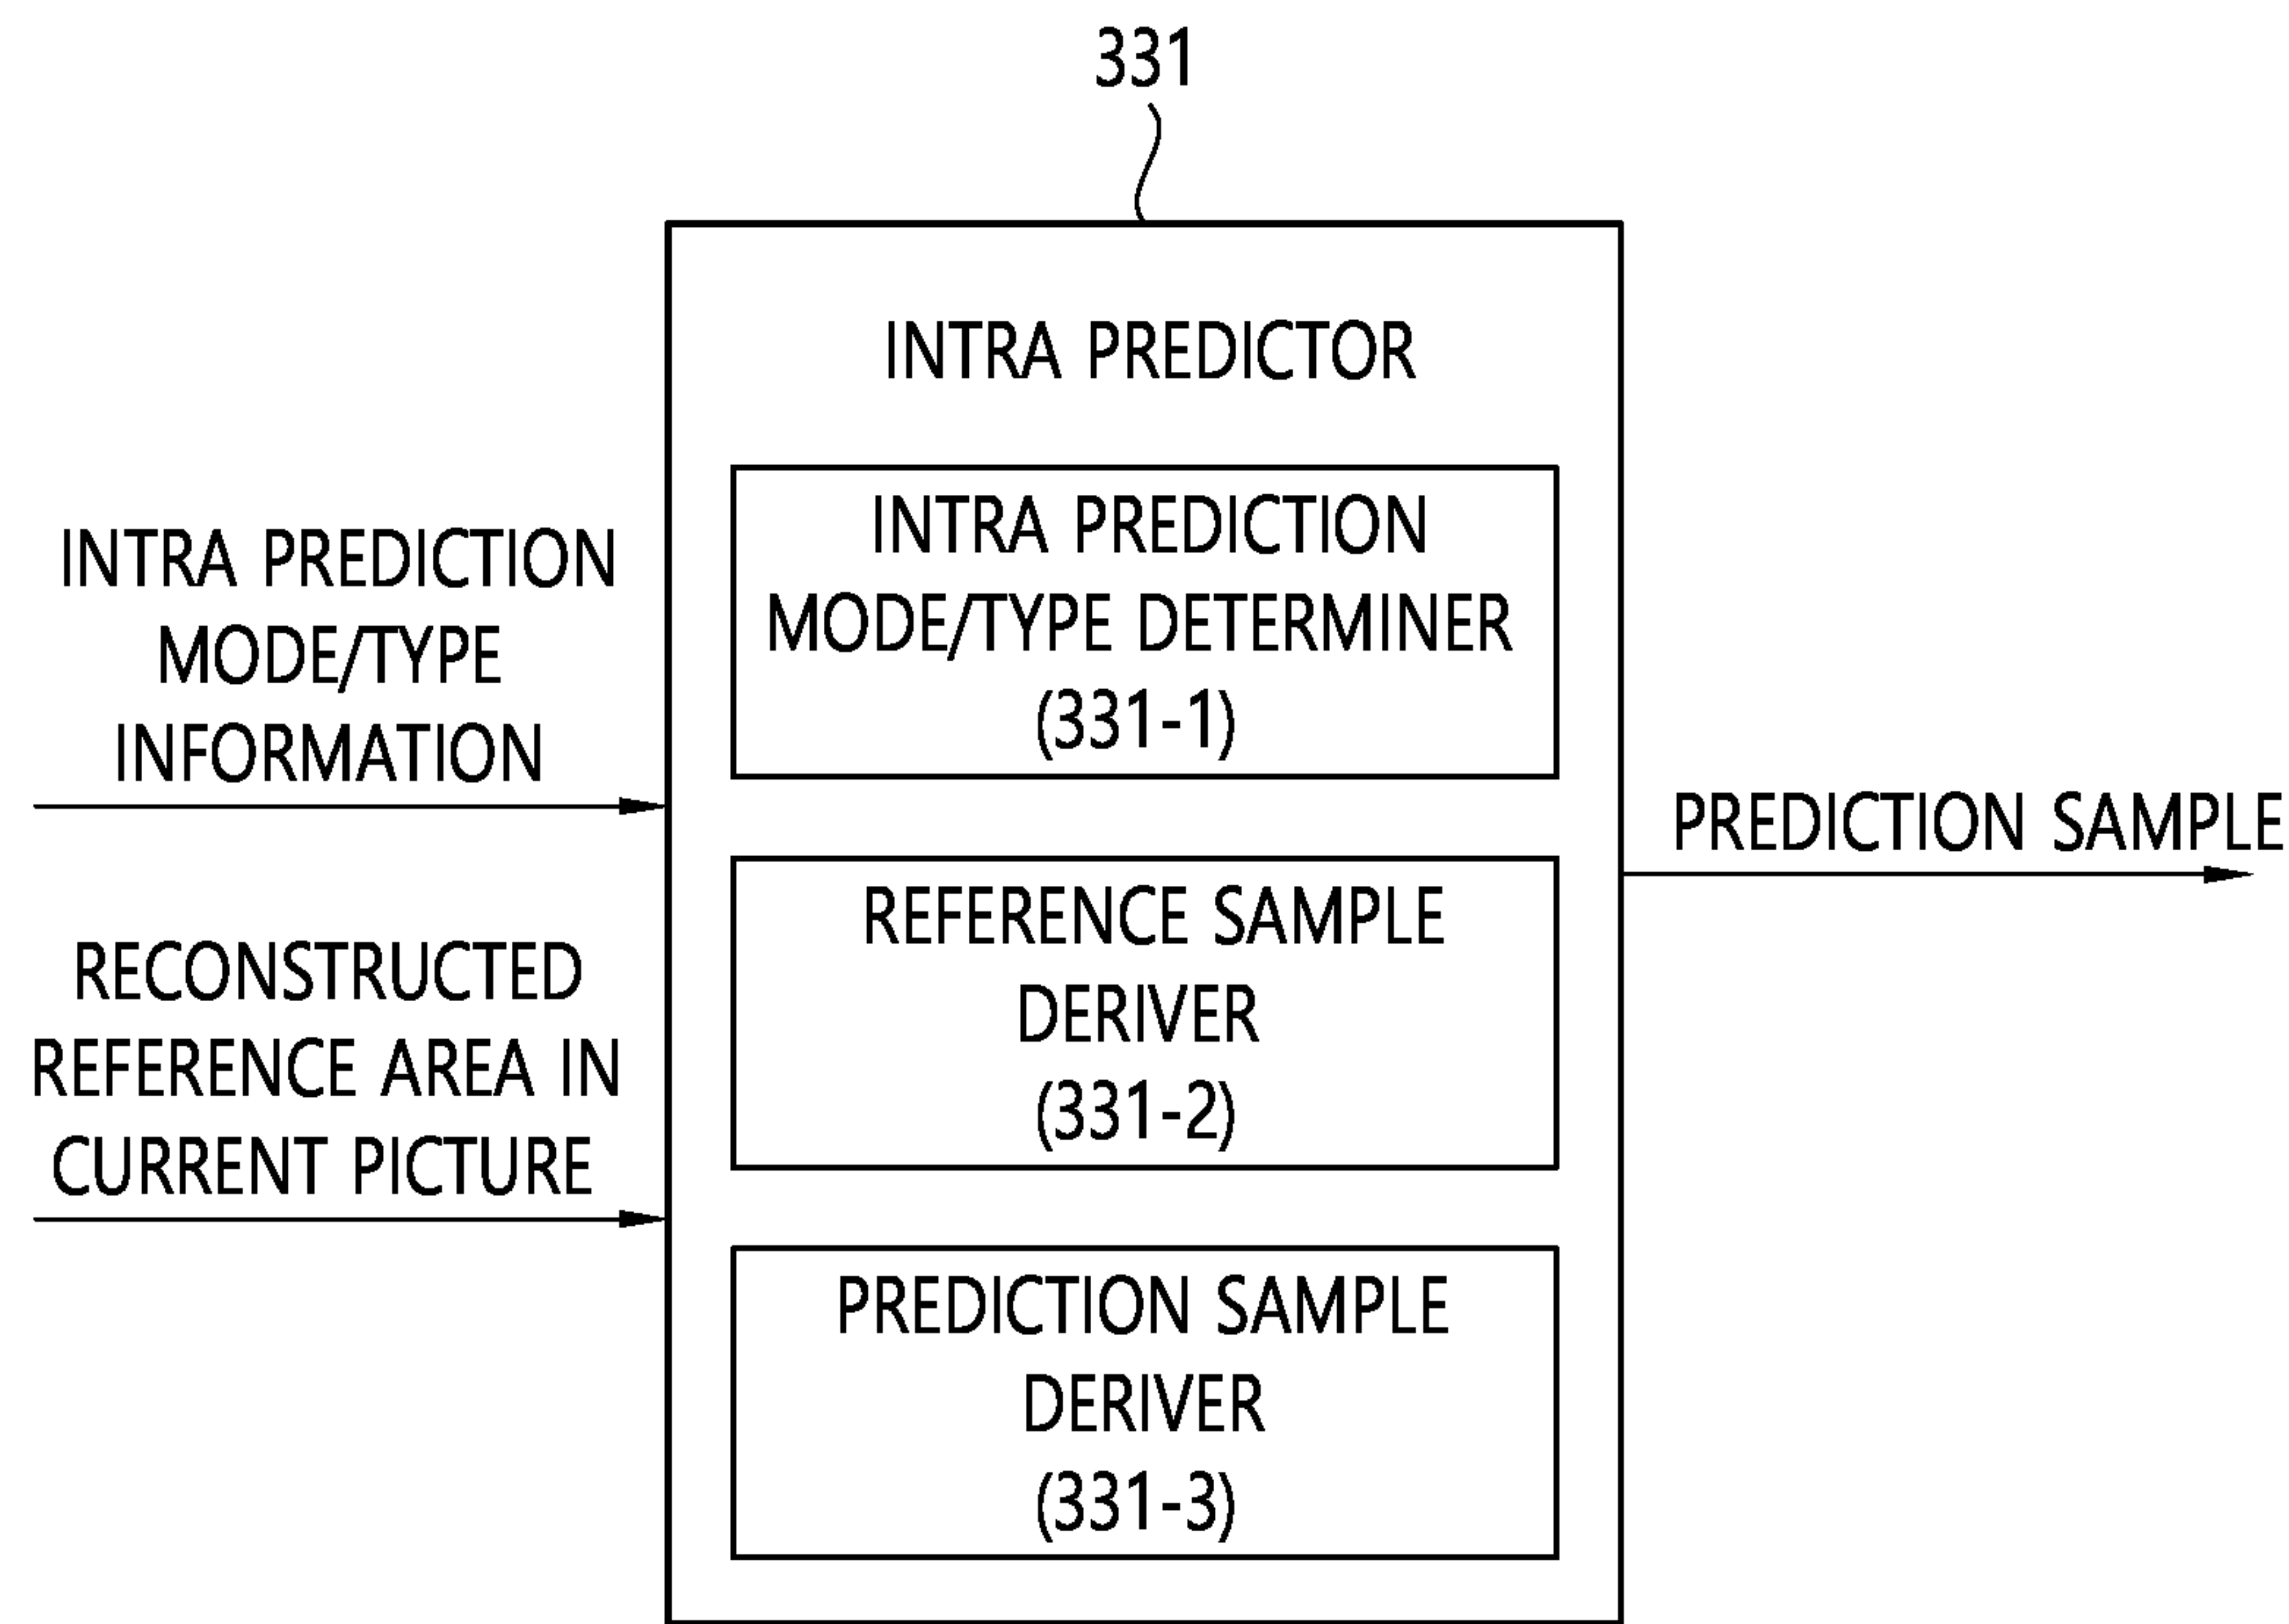 331
INTRA PREDICTOR
INTRA PREDICTION
MODE/TYPE DETERMINER
(331-1)
REFERENCE SAMPLE
DERIVER
(331-2)
PREDICTION SAMPLE
DERIVER
(331-3)
INTRA PREDICTION
MODE/TYPE
INFORMATION
RECONSTRUCTED
REFERENCE AREA IN
CURRENT PICTURE
PREDICTION SAMPLE